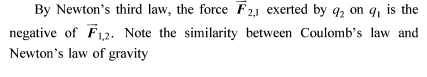 By Newton's third law, the force F⃗2,1 exerted by q2 on q1 is the
negative of F⃗1,2. Note the similarity between Coulomb's law and
Newton's law of gravity